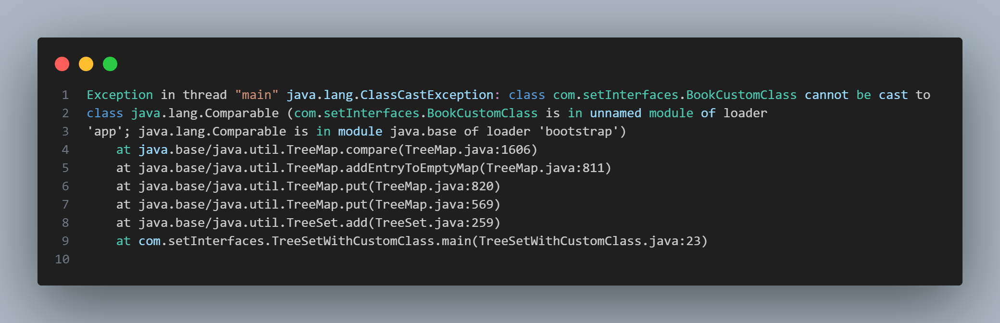 1 Exception in thread "main" java.lang.ClassCastException: class com.setInterfaces.BookCustomClass cannot be cast to
2 class java.lang.Comparable (com.setInterfaces.BookCustomClass is in unnamed module of loader
3 'app'; java.lang.Comparable is in module java.base of loader 'bootstrap')
4     at java.base/java.util.TreeMap.compare(TreeMap.java:1606)
5     at java.base/java.util.TreeMap.addEntryToEmptyMap(TreeMap.java:811)
6     at java.base/java.util.TreeMap.put(TreeMap.java:820)
7     at java.base/java.util.TreeMap.put(TreeMap.java:569)
8     at java.base/java.util.TreeSet.add(TreeSet.java:259)
9     at com.setInterfaces.TreeSetWithCustomClass.main(TreeSetWithCustomClass.java:23)
10